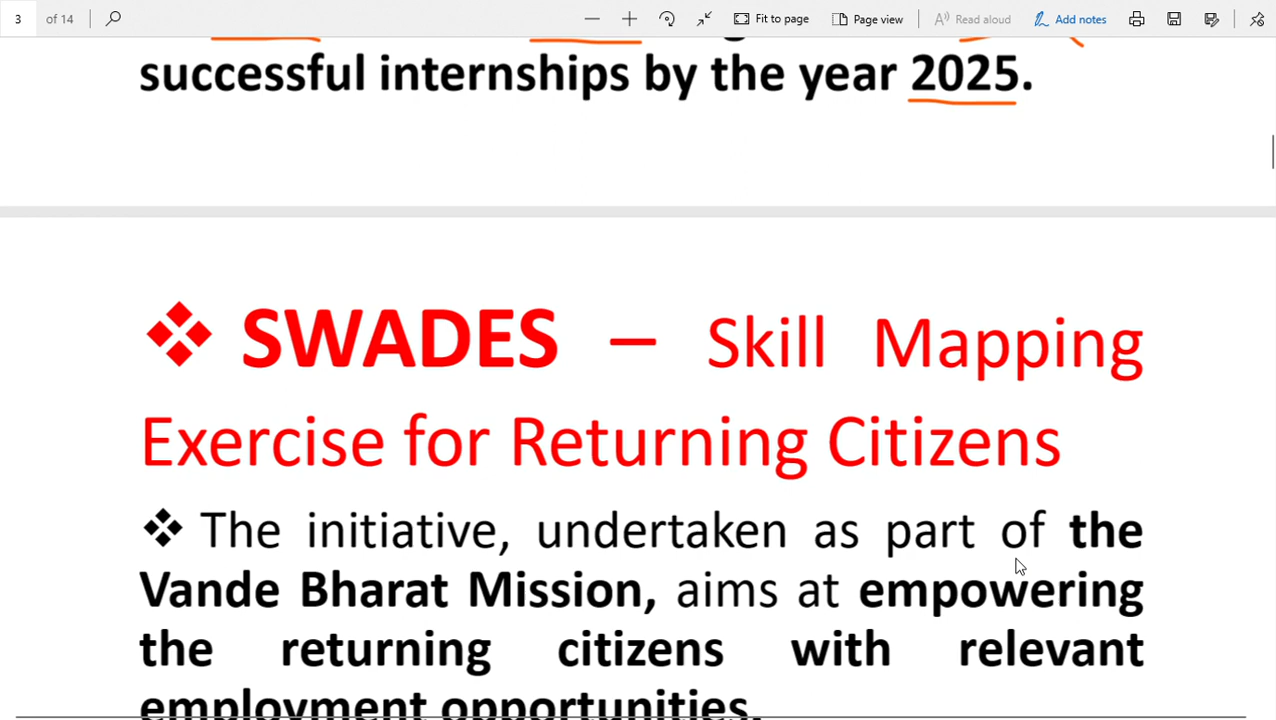 3 of 14 Fit to page Page view Read aloud Add notes
successful internships by the year 2025.
❖ SWADES – Skill Mapping
Exercise for Returning Citizens
❖ The initiative, undertaken as part of the
Vande Bharat Mission, aims at empowering
the returning citizens with relevant
employment opportunities.